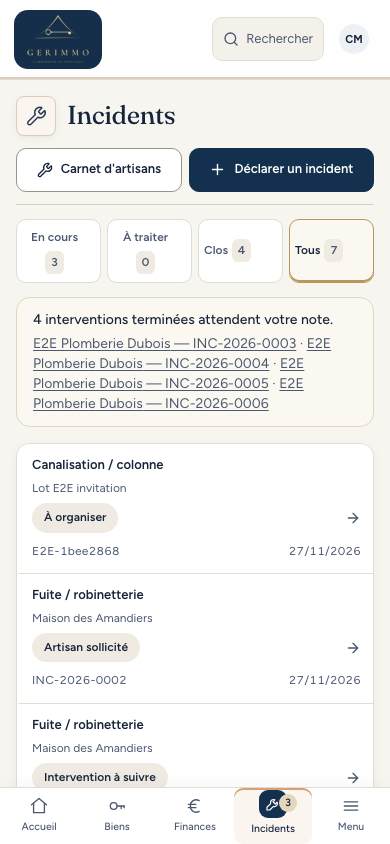 GERIMMO
Rechercher
CM
Incidents
Carnet d'artisans
Déclarer un incident
En cours
3
À traiter
0
Clos 4
Tous 7
4 interventions terminées attendent votre note.
E2E Plomberie Dubois — INC-2026-0003 · E2E
Plomberie Dubois — INC-2026-0004 · E2E
Plomberie Dubois — INC-2026-0005 · E2E
Plomberie Dubois — INC-2026-0006
Canalisation / colonne
Lot E2E invitation
À organiser
E2E-1bee2868 27/11/2026
Fuite / robinetterie
Maison des Amandiers
Artisan sollicité
INC-2026-0002 27/11/2026
Fuite / robinetterie
Maison des Amandiers
Intervention à suivre
3
Accueil Biens Finances Incidents Menu